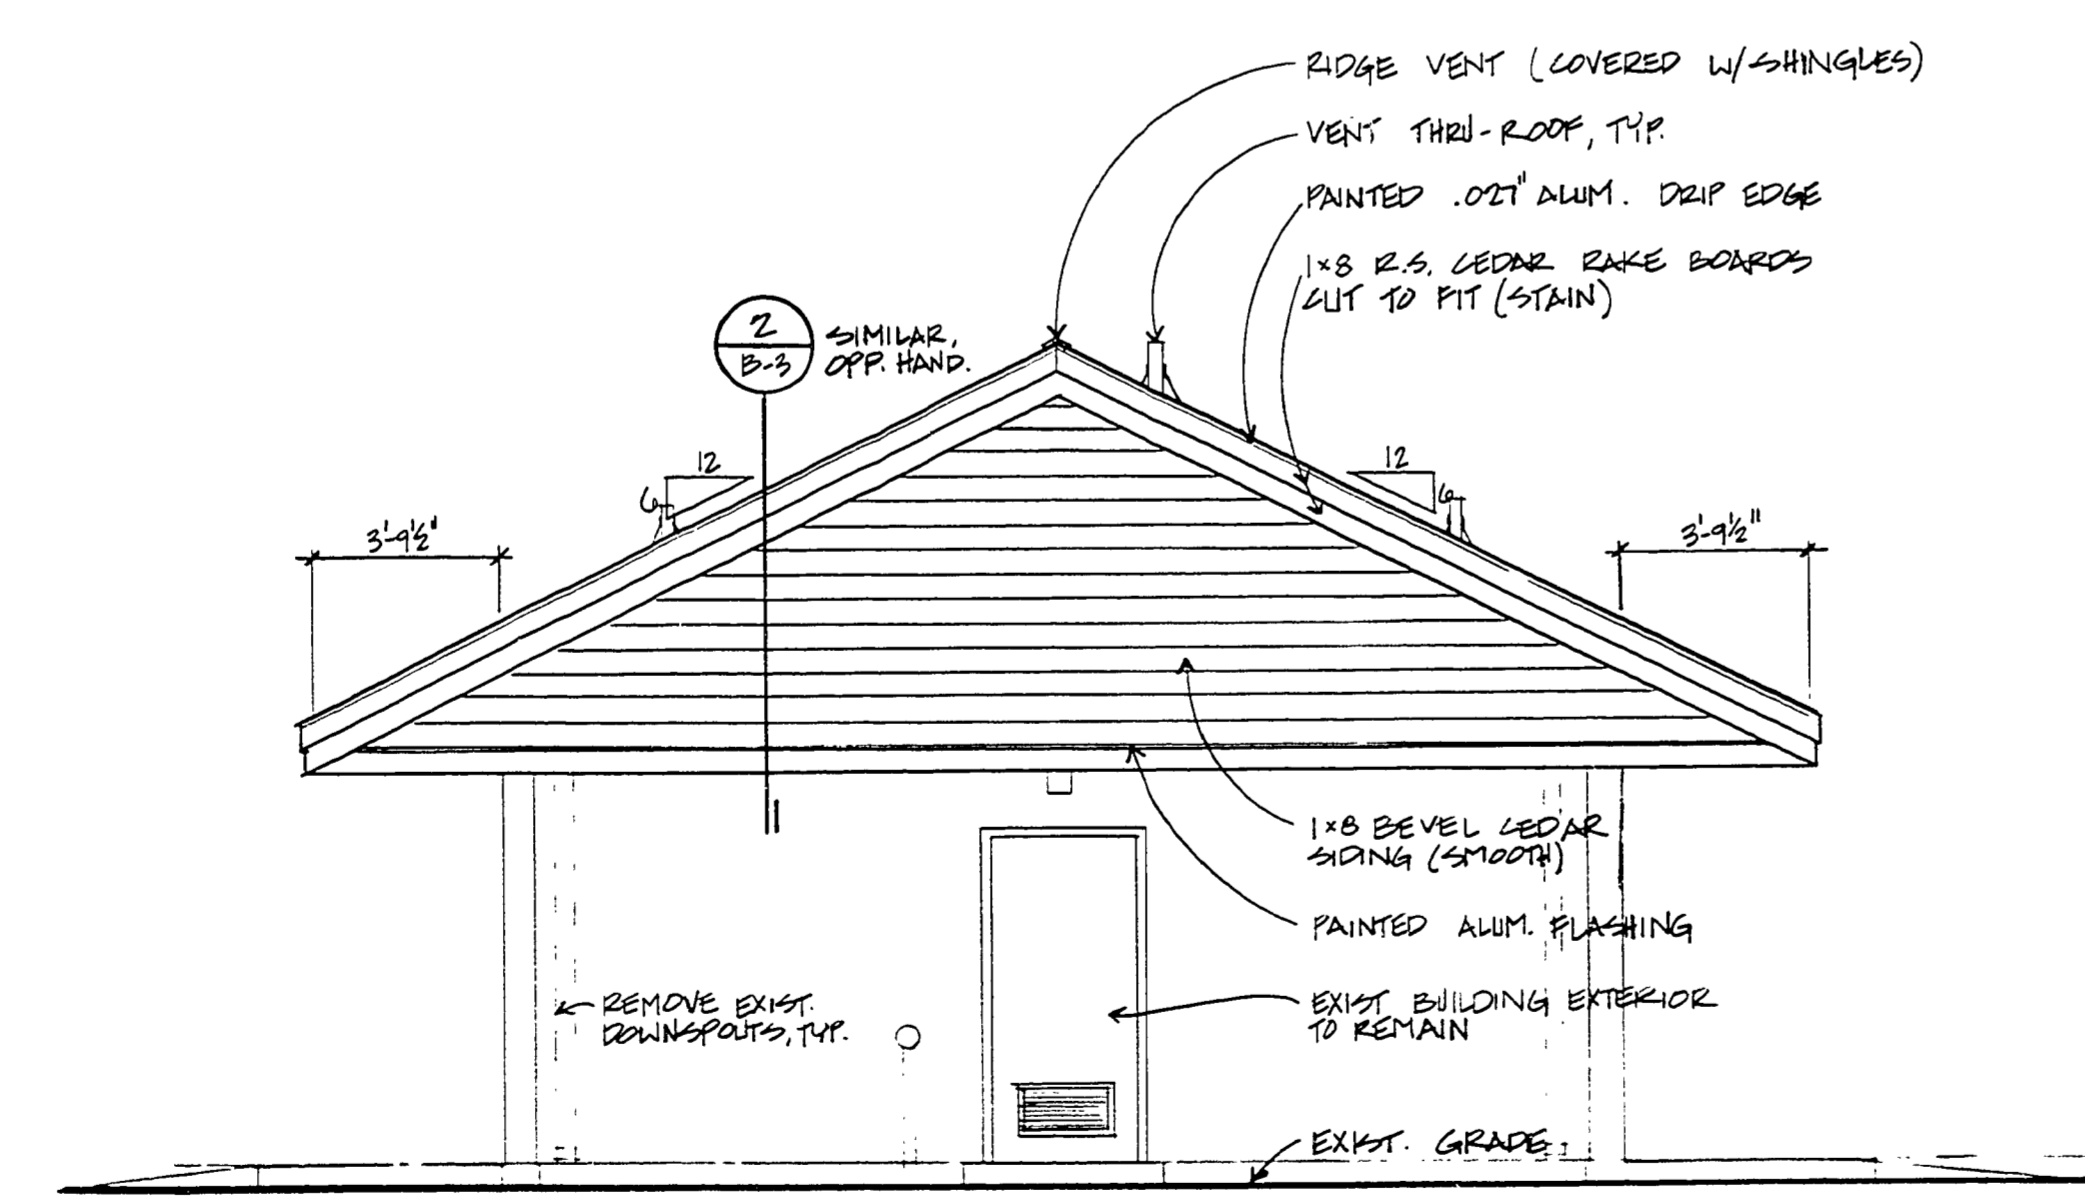 RIDGE VENT (COVERED W/SHINGLES)
VENT THRU-ROOF, TYP.
PAINTED .027" ALUM. DRIP EDGE
1×8 R.S. CEDAR RAKE BOARDS
CUT TO FIT (STAIN)
2
B-3
SIMILAR,
OPP. HAND.
12
6
12
6
3'-9½"
3'-9½"
1×8 BEVEL CEDAR
SIDING (SMOOTH)
PAINTED ALUM. FLASHING
REMOVE EXIST.
DOWNSPOUTS, TYP.
EXIST BUILDING EXTERIOR
TO REMAIN
EXIST. GRADE